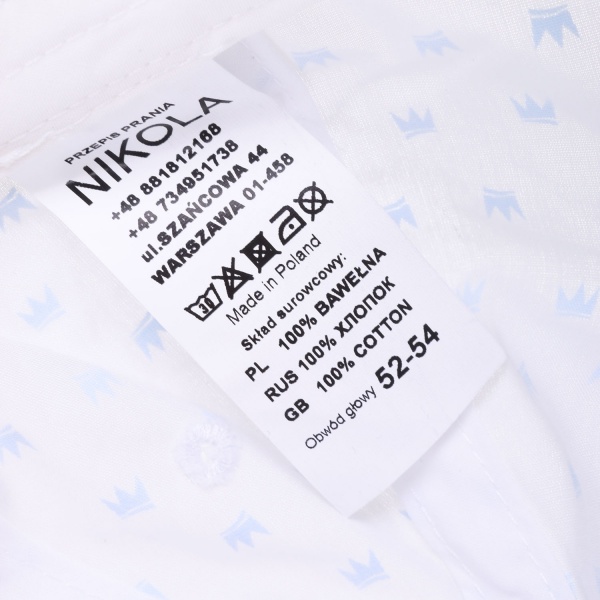 PRZEPIS PRANIA
NIKOLA
+48 881812168
+48 734951738
ul.SZAŃCOWA 44
WARSZAWA 01-458
Made in Poland
Skład surowcowy:
PL 100% BAWEŁNA
RUS 100% ХЛОПОК
GB 100% COTTON
Obwód głowy 52-54